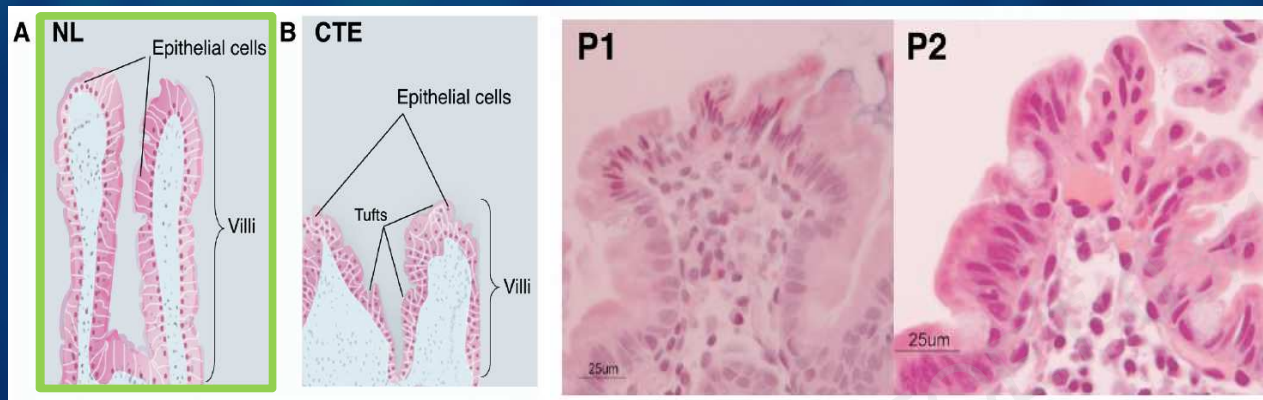 A NL
Epithelial cells
Villi
B CTE
Epithelial cells
Tufts
Villi
P1
25um
P2
25um